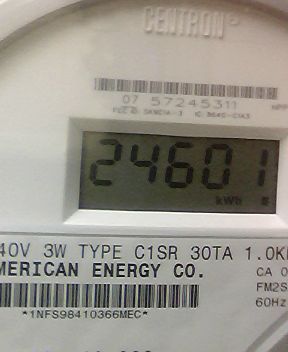 CENTRON
07 57245311
24601
kWh
40V 3W TYPE C1SR 30TA 1.0K
MERICAN ENERGY CO.
CA 0
FM2S
60Hz
*1NFS98410366MEC*